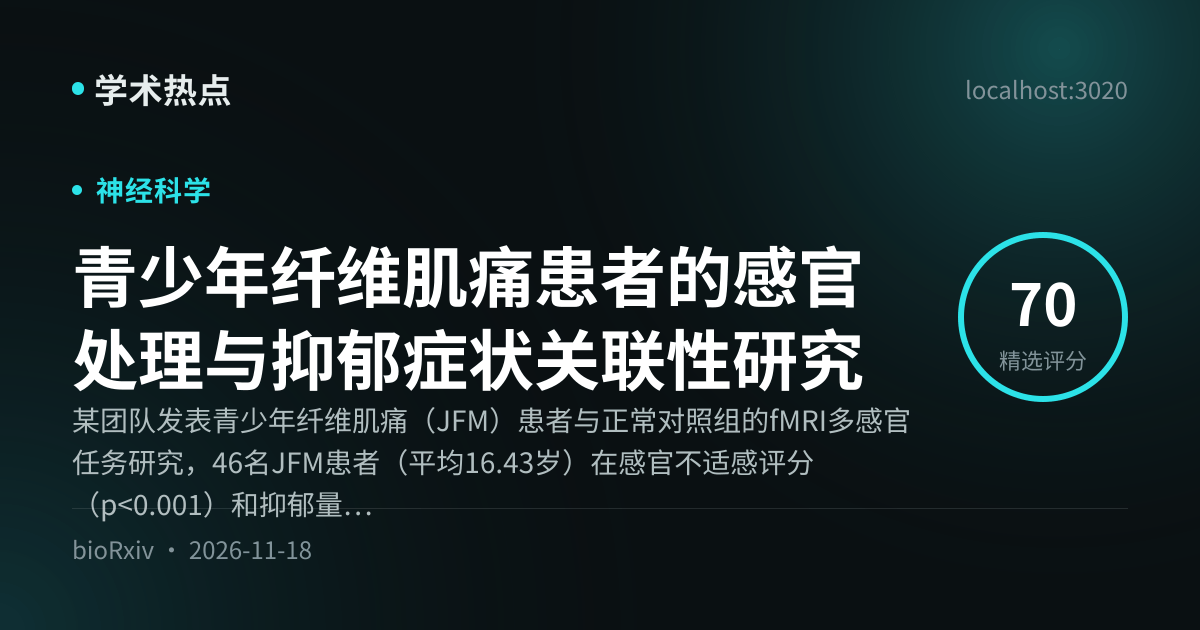 学术热点
localhost:3020
神经科学
青少年纤维肌痛患者的感官
处理与抑郁症状关联性研究
70
精选评分
某团队发表青少年纤维肌痛（JFM）患者与正常对照组的fMRI多感官
任务研究，46名JFM患者（平均16.43岁）在感官不适感评分
（p<0.001）和抑郁量…
bioRxiv · 2026-11-18